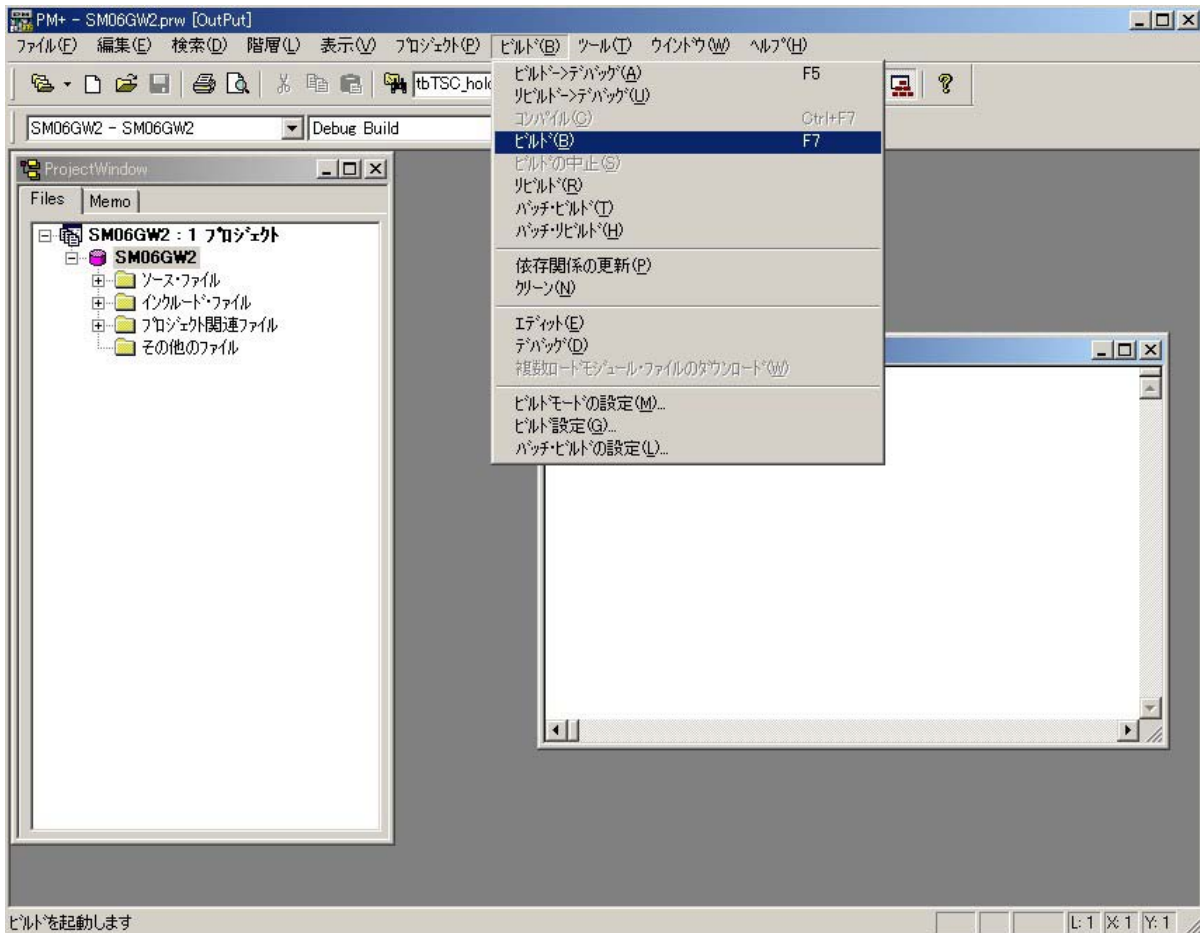 PM+ - SM06GW2.prw [OutPut]
ファイル(F) 編集(E) 検索(D) 階層(L) 表示(V) プロジェクト(P) ビルド(B) ツール(T) ウインドウ(W) ヘルプ(H)
tbTSC_hold
SM06GW2 - SM06GW2 Debug Build
ビルド->デバッグ(A) F5
リビルド->デバッグ(U)
コンパイル(C) Ctrl+F7
ビルド(B) F7
ビルドの中止(S)
リビルド(R)
バッチ・ビルド(T)
バッチ・リビルド(H)
依存関係の更新(P)
クリーン(N)
エディット(E)
デバッグ(D)
複数ロードモジュール・ファイルのダウンロード(W)
ビルドモードの設定(M)...
ビルド設定(G)...
バッチ・ビルドの設定(L)...
ProjectWindow
Files Memo
SM06GW2 : 1 プロジェクト
SM06GW2
ソース・ファイル
インクルード・ファイル
プロジェクト関連ファイル
その他のファイル
ビルドを起動します L: 1 X: 1 Y: 1